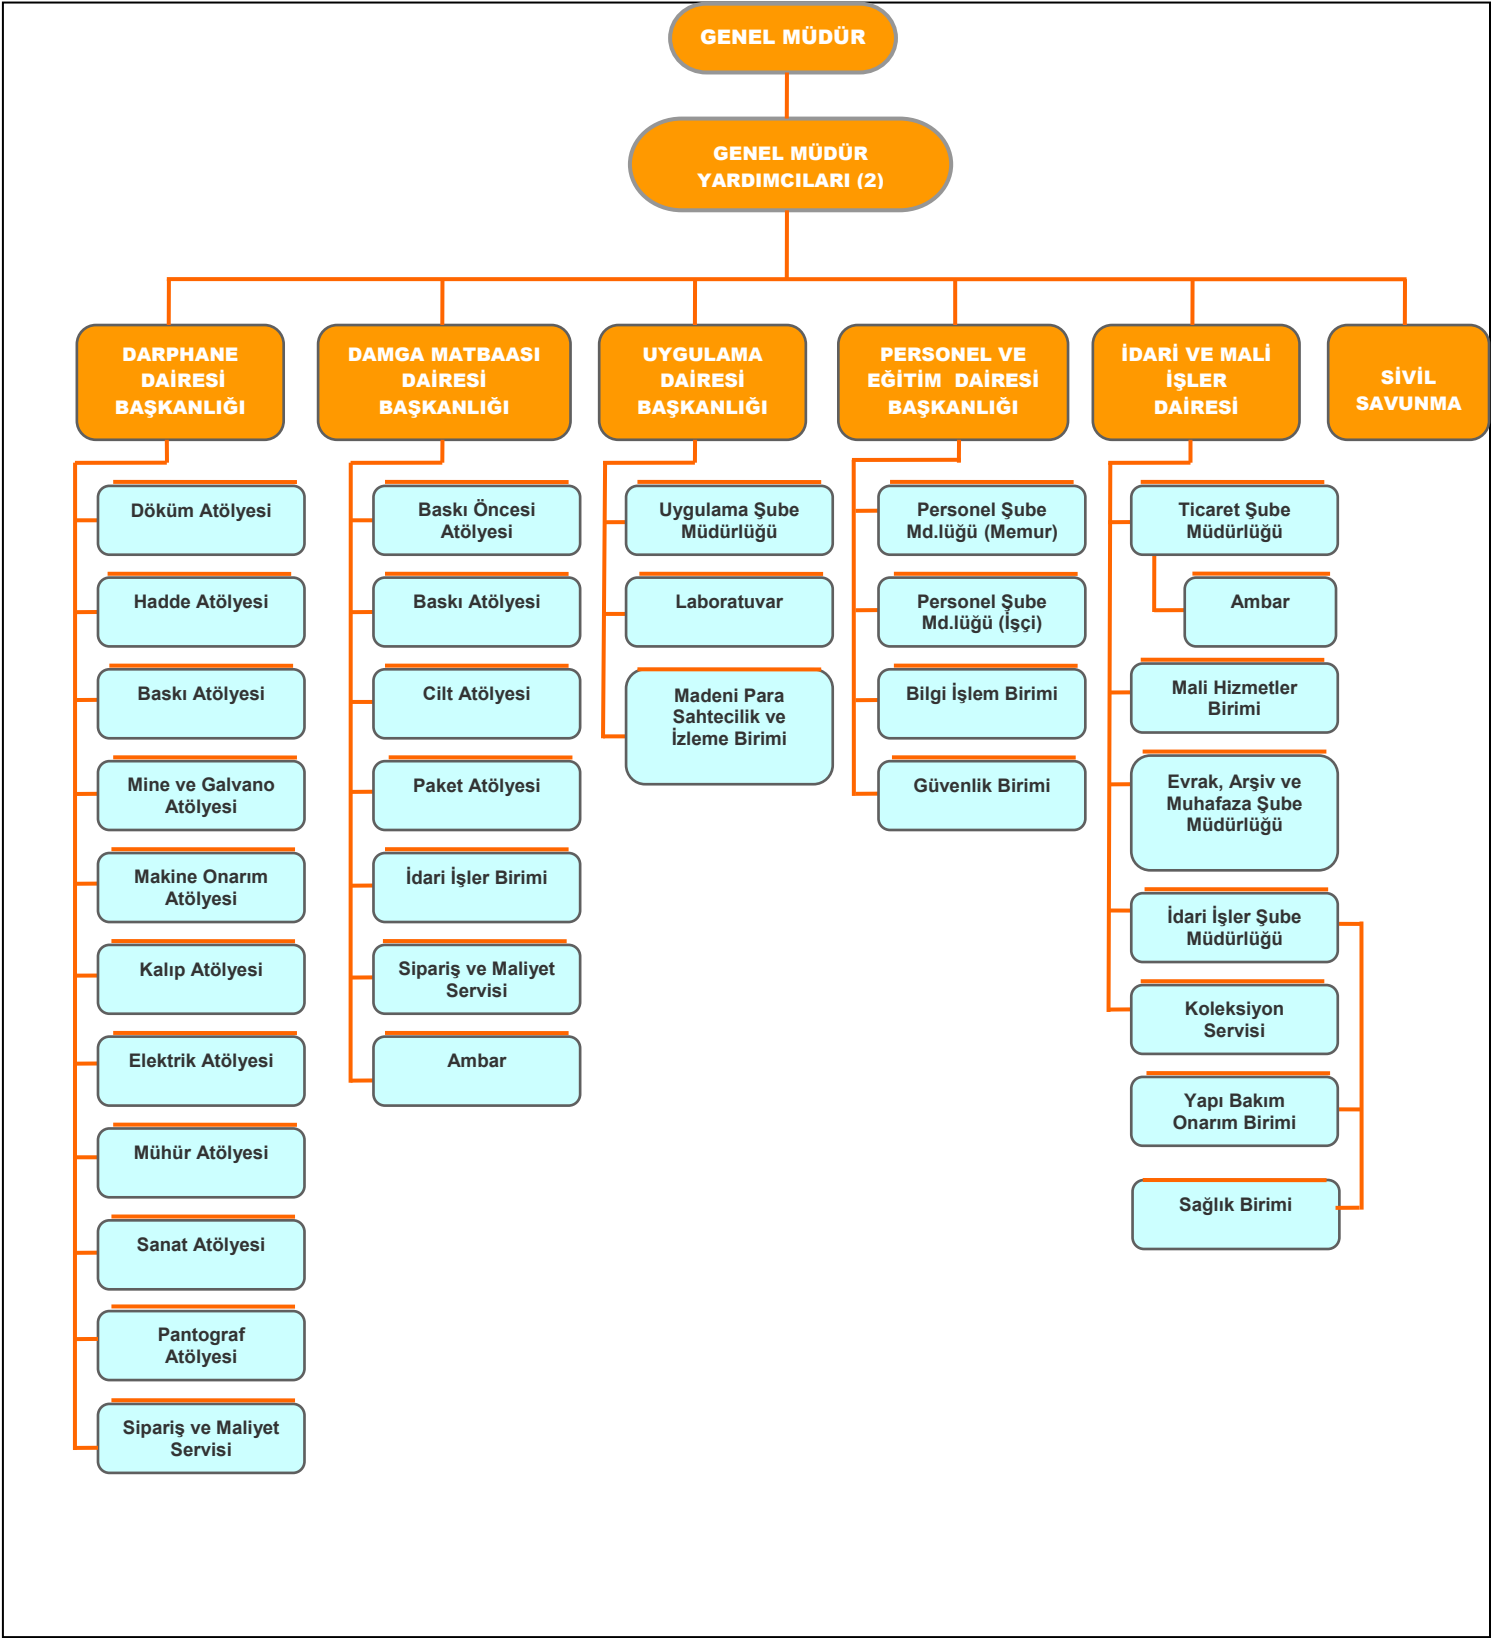 GENEL MÜDÜR
GENEL MÜDÜR
YARDIMCILARI (2)
DARPHANE
DAİRESİ
BAŞKANLIĞI
DAMGA MATBAASI
DAİRESİ
BAŞKANLIĞI
UYGULAMA
DAİRESİ
BAŞKANLIĞI
PERSONEL VE
EĞİTİM DAİRESİ
BAŞKANLIĞI
İDARİ VE MALİ
İŞLER
DAİRESİ
SİVİL
SAVUNMA
Döküm Atölyesi
Hadde Atölyesi
Baskı Atölyesi
Mine ve Galvano
Atölyesi
Makine Onarım
Atölyesi
Kalıp Atölyesi
Elektrik Atölyesi
Mühür Atölyesi
Sanat Atölyesi
Pantograf
Atölyesi
Sipariş ve Maliyet
Servisi
Baskı Öncesi
Atölyesi
Baskı Atölyesi
Cilt Atölyesi
Paket Atölyesi
İdari İşler Birimi
Sipariş ve Maliyet
Servisi
Ambar
Uygulama Şube
Müdürlüğü
Laboratuvar
Madeni Para
Sahtecilik ve
İzleme Birimi
Personel Şube
Md.lüğü (Memur)
Personel Şube
Md.lüğü (İşçi)
Bilgi İşlem Birimi
Güvenlik Birimi
Ticaret Şube
Müdürlüğü
Ambar
Mali Hizmetler
Birimi
Evrak, Arşiv ve
Muhafaza Şube
Müdürlüğü
İdari İşler Şube
Müdürlüğü
Koleksiyon
Servisi
Yapı Bakım
Onarım Birimi
Sağlık Birimi